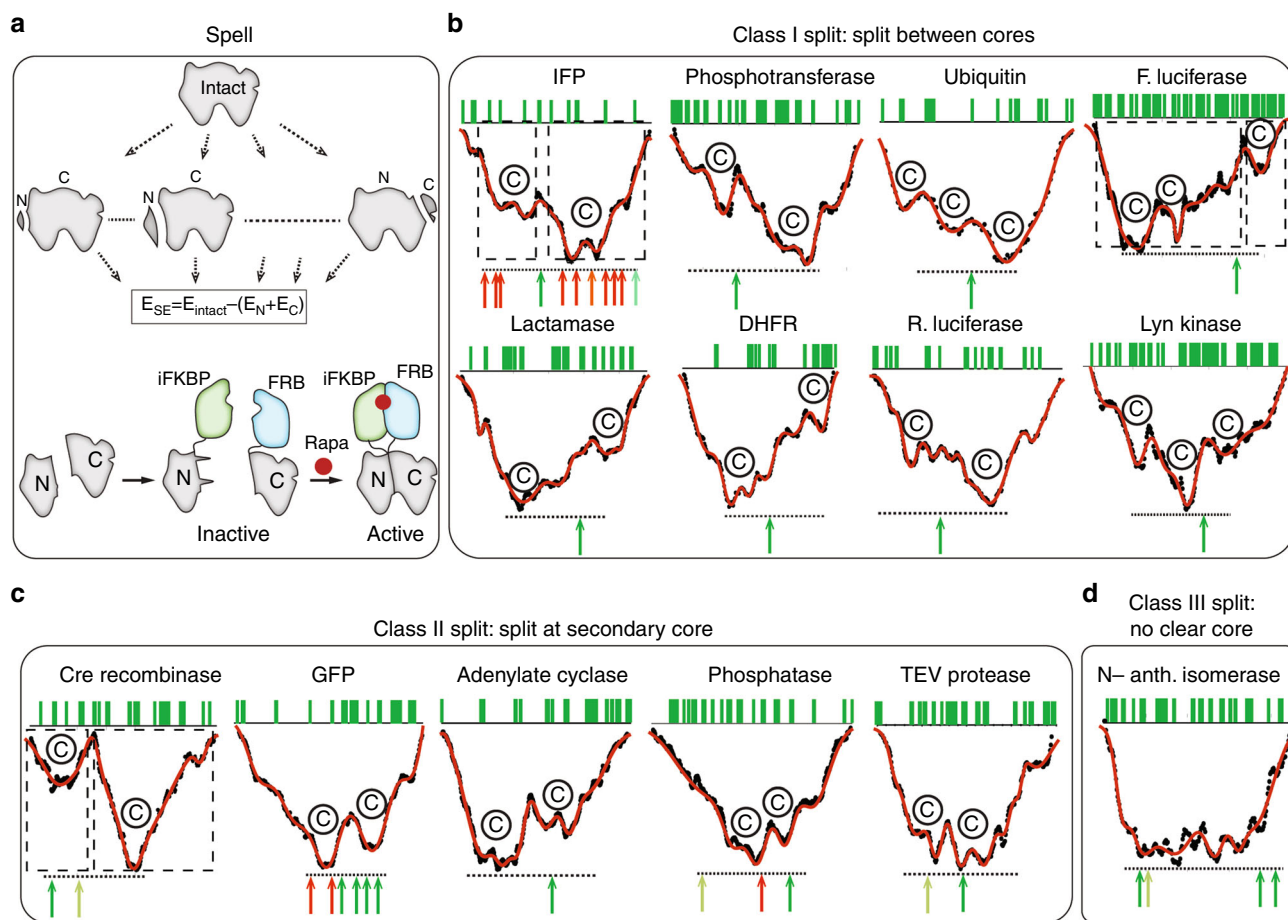 a
Spell
Intact
N
C
N
C
N
C
E_SE=E_intact-(E_N+E_C)
iFKBP
FRB
iFKBP
FRB
Rapa
N
C
N
C
N
C
Inactive
Active
b
Class I split: split between cores
IFP
Phosphotransferase
Ubiquitin
F. luciferase
C
C
C
C
C
C
C
C
C
C
Lactamase
DHFR
R. luciferase
Lyn kinase
C
C
C
C
C
C
C
C
C
c
Class II split: split at secondary core
Cre recombinase
GFP
Adenylate cyclase
Phosphatase
TEV protease
C
C
C
C
C
C
C
C
C
C
d
Class III split:
no clear core
N– anth. isomerase